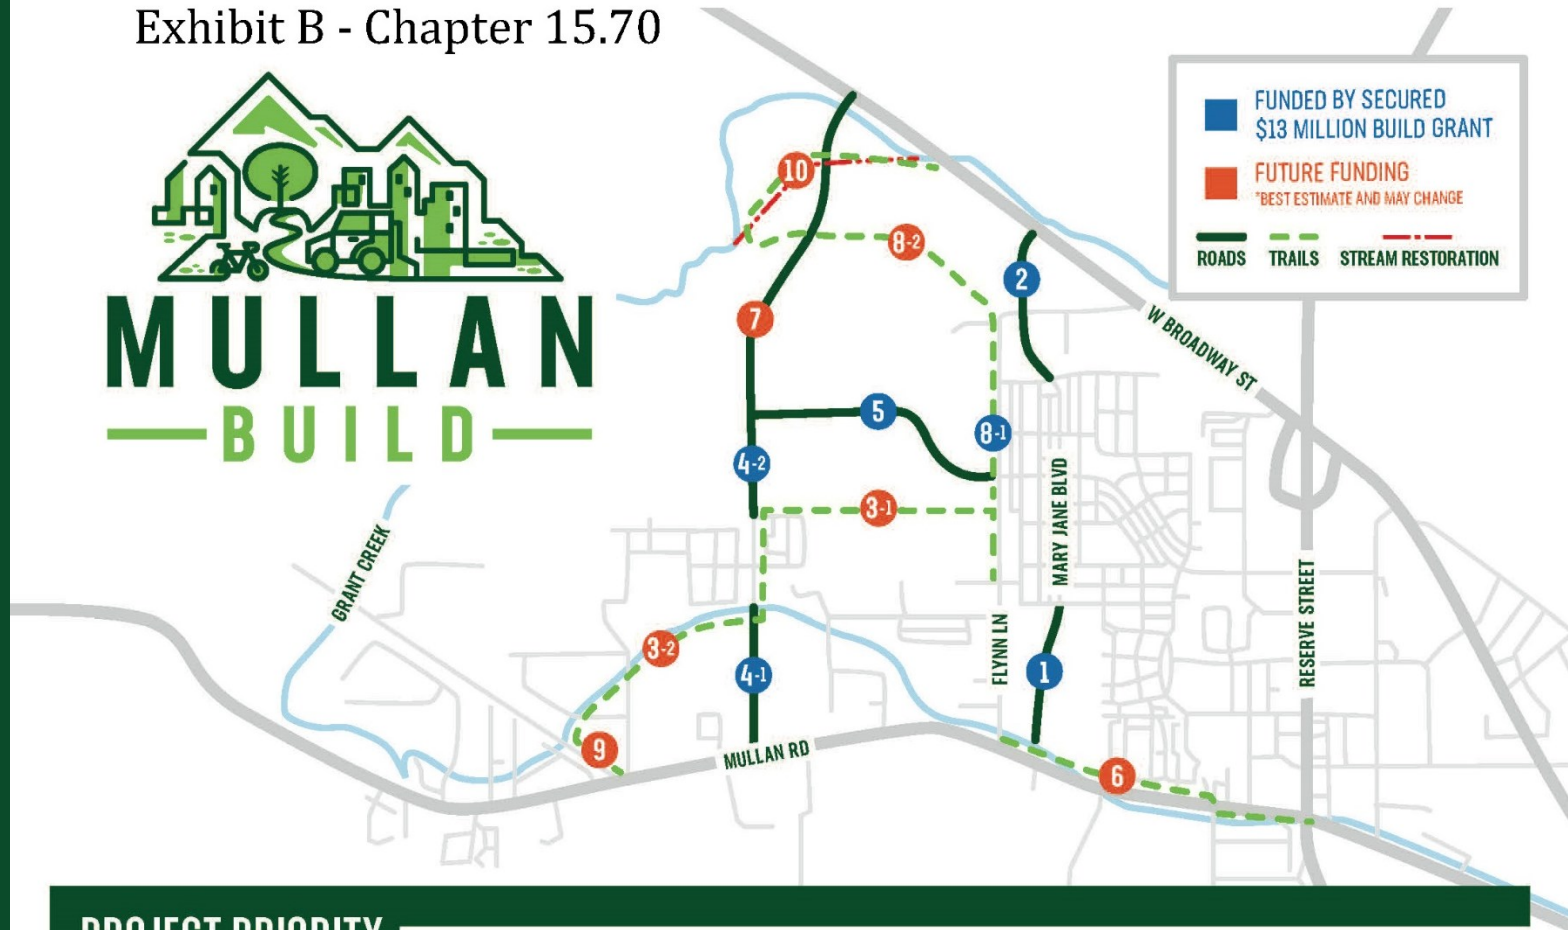 Exhibit B - Chapter 15.70
MULLAN
BUILD
FUNDED BY SECURED
$13 MILLION BUILD GRANT
FUTURE FUNDING
*BEST ESTIMATE AND MAY CHANGE
ROADS
TRAILS
STREAM RESTORATION
10
8-2
2
7
W BROADWAY ST
5
8-1
4-2
3-1
MARY JANE BLVD
GRANT CREEK
RESERVE STREET
FLYNN LN
3-2
4-1
1
9
MULLAN RD
6
PROJECT PRIORITY